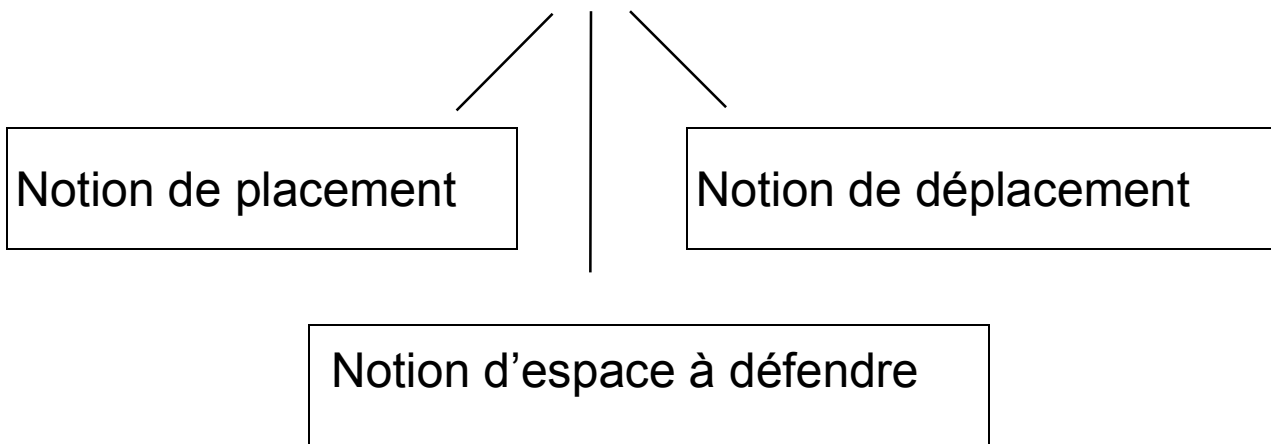 Notion de placement
Notion de déplacement
Notion d’espace à défendre